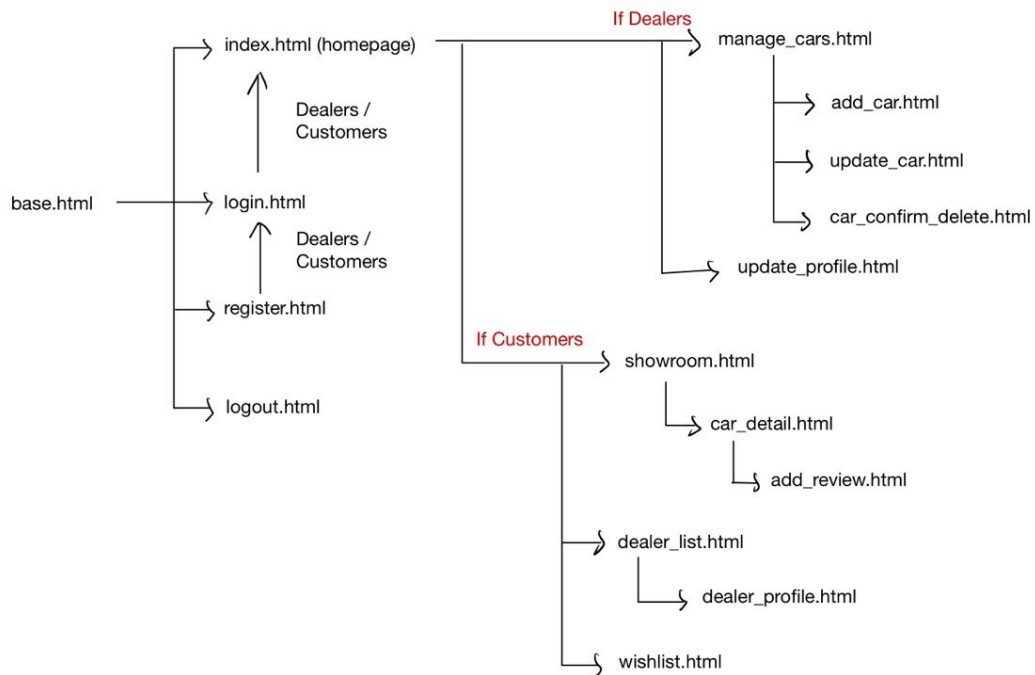 If Dealers
index.html (homepage)
manage_cars.html
Dealers /
Customers
add_car.html
update_car.html
base.html
login.html
car_confirm_delete.html
Dealers /
Customers
update_profile.html
register.html
If Customers
showroom.html
logout.html
car_detail.html
add_review.html
dealer_list.html
dealer_profile.html
wishlist.html